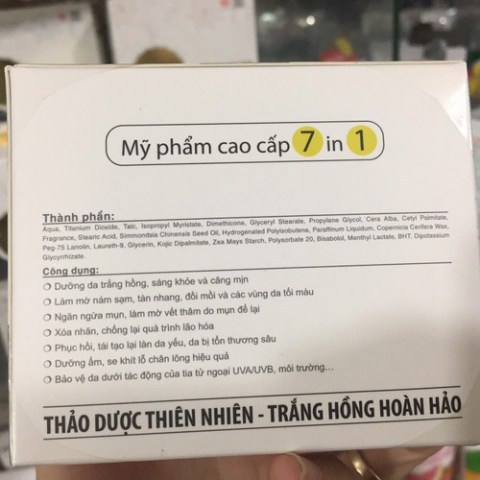 Mỹ phẩm cao cấp 7 in 1
Thành phần:
Aqua, Titanium Dioxide, Talc, Isopropyl Myristate, Dimethicone, Glyceryl Stearate, Propylene Glycol, Cera Alba, Cetyl Palmitate,
Fragrance, Stearic Acid, Simmondsia Chinensis Seed Oil, Hydrogenated Polyisobutene, Paraffinum Liquidum, Copernicia Cerifera Wax,
Peg-75 Lanolin, Laureth-9, Glycerin, Kojic Dipalmitate, Zea Mays Starch, Polysorbate 20, Bisabolol, Menthyl Lactate, BHT, Dipotassium
Glycyrrhizate.
Công dụng:
❍ Dưỡng da trắng hồng, sáng khỏe và căng mịn
❍ Làm mờ nám sạm, tàn nhang, đồi mồi và các vùng da tối màu
❍ Ngăn ngừa mụn, làm mờ vết thâm do mụn để lại
❍ Xóa nhăn, chống lại quá trình lão hóa
❍ Phục hồi, tái tạo lại làn da yếu, da bị tổn thương sâu
❍ Dưỡng ẩm, se khít lỗ chân lông hiệu quả
❍ Bảo vệ da dưới tác động của tia tử ngoại UVA/UVB, môi trường...
THẢO DƯỢC THIÊN NHIÊN - TRẮNG HỒNG HOÀN HẢO